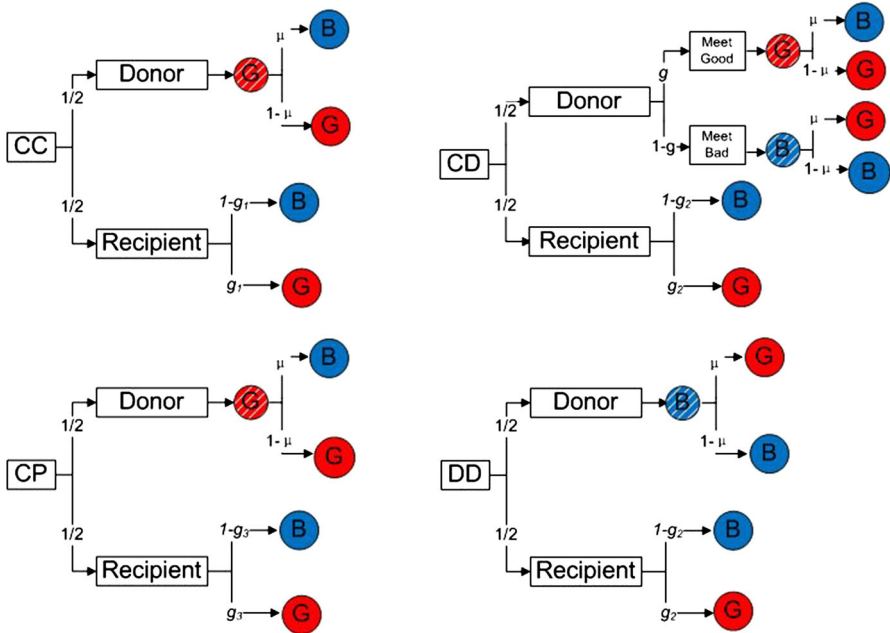 CC
1/2
Donor
G
μ
B
1- μ
G
1/2
Recipient
1-g1
B
g1
G
CD
1/2
Donor
g
Meet
Good
G
μ
B
1- μ
G
1-g
Meet
Bad
B
μ
G
1- μ
B
1/2
Recipient
1-g2
B
g2
G
CP
1/2
Donor
G
μ
B
1- μ
G
1/2
Recipient
1-g3
B
g3
G
DD
1/2
Donor
B
μ
G
1- μ
B
1/2
Recipient
1-g2
B
g2
G